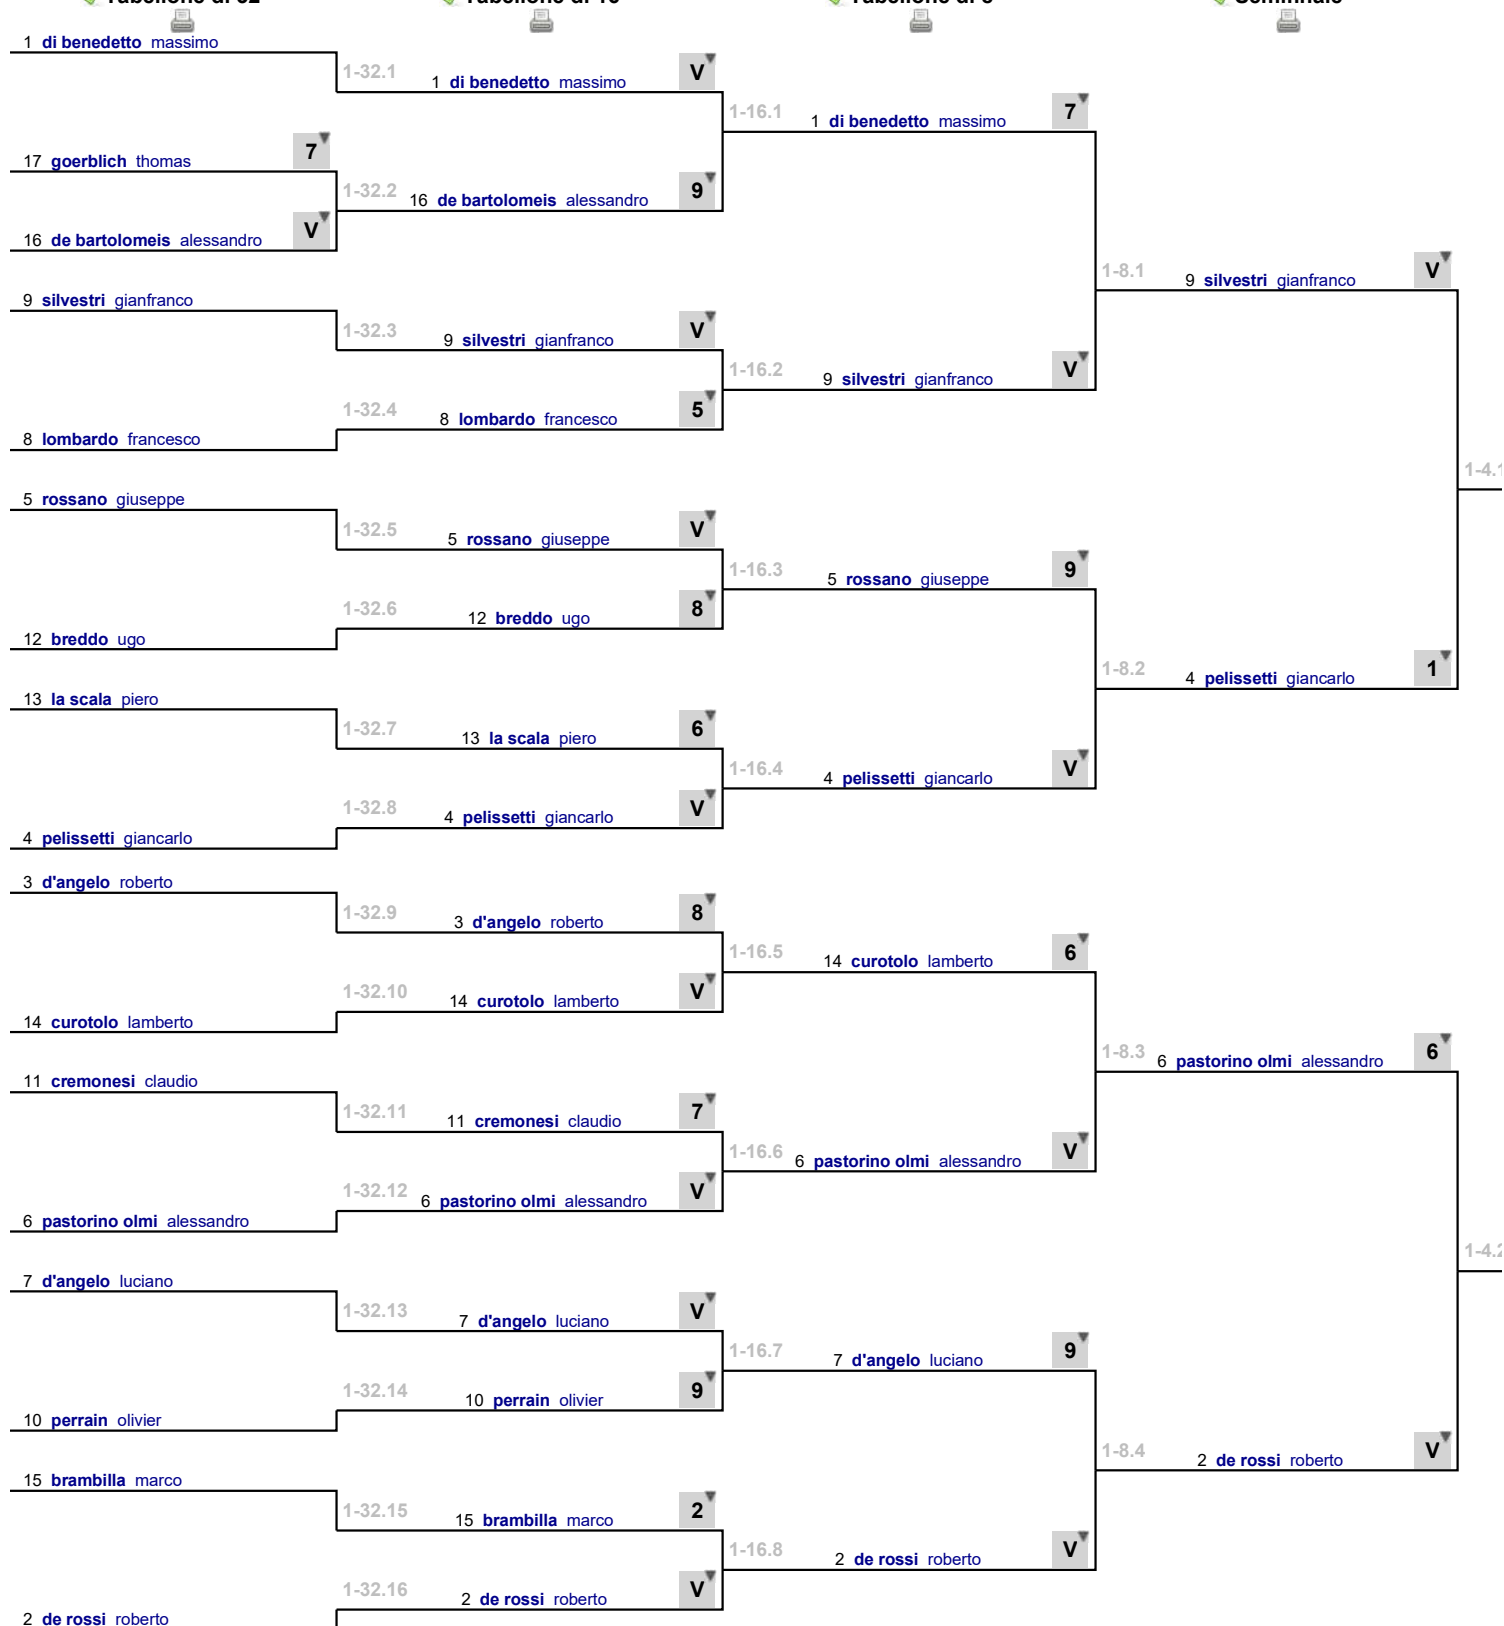 1 di benedetto massimo
1-32.1
1 di benedetto massimo
V
1-16.1
1 di benedetto massimo
7
17 goerblich thomas
7
1-32.2
16 de bartolomeis alessandro
9
16 de bartolomeis alessandro
V
1-8.1
9 silvestri gianfranco
V
9 silvestri gianfranco
1-32.3
9 silvestri gianfranco
V
1-16.2
9 silvestri gianfranco
V
1-32.4
8 lombardo francesco
5
8 lombardo francesco
1-4.1
5 rossano giuseppe
1-32.5
5 rossano giuseppe
V
1-16.3
5 rossano giuseppe
9
1-32.6
12 breddo ugo
8
12 breddo ugo
1-8.2
4 pelissetti giancarlo
1
13 la scala piero
1-32.7
13 la scala piero
6
1-16.4
4 pelissetti giancarlo
V
1-32.8
4 pelissetti giancarlo
V
4 pelissetti giancarlo
3 d'angelo roberto
1-32.9
3 d'angelo roberto
8
1-16.5
14 curotolo lamberto
6
1-32.10
14 curotolo lamberto
V
14 curotolo lamberto
1-8.3
6 pastorino olmi alessandro
6
11 cremonesi claudio
1-32.11
11 cremonesi claudio
7
1-16.6
6 pastorino olmi alessandro
V
1-32.12
6 pastorino olmi alessandro
V
6 pastorino olmi alessandro
1-4.2
7 d'angelo luciano
1-32.13
7 d'angelo luciano
V
1-16.7
7 d'angelo luciano
9
1-32.14
10 perrain olivier
9
10 perrain olivier
1-8.4
2 de rossi roberto
V
15 brambilla marco
1-32.15
15 brambilla marco
2
1-16.8
2 de rossi roberto
V
1-32.16
2 de rossi roberto
V
2 de rossi roberto